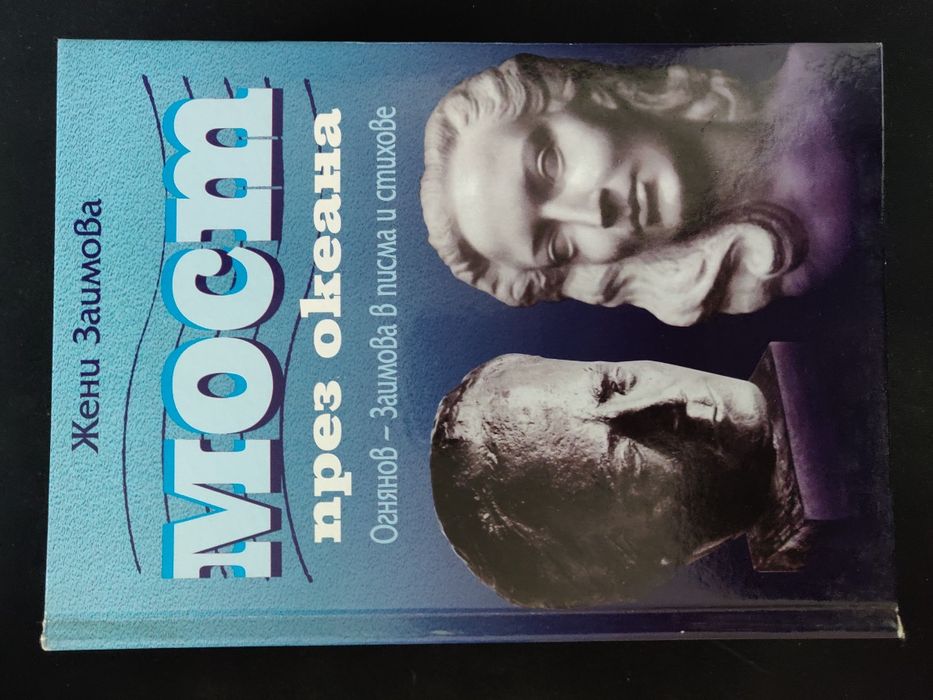 Жени Заимова
Мост
през океана
Огнянов – Заимова в писма и стихове